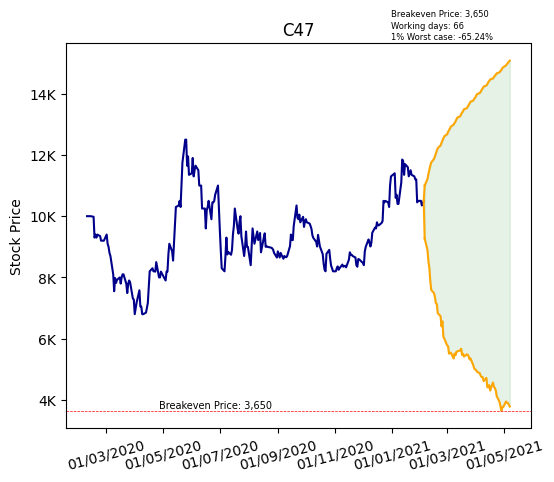 Breakeven Price: 3,650
Working days: 66
1% Worst case: -65.24%
C47
Stock Price
14K
12K
10K
8K
6K
4K
Breakeven Price: 3,650
01/03/2020
01/05/2020
01/07/2020
01/09/2020
01/11/2020
01/01/2021
01/03/2021
01/05/2021